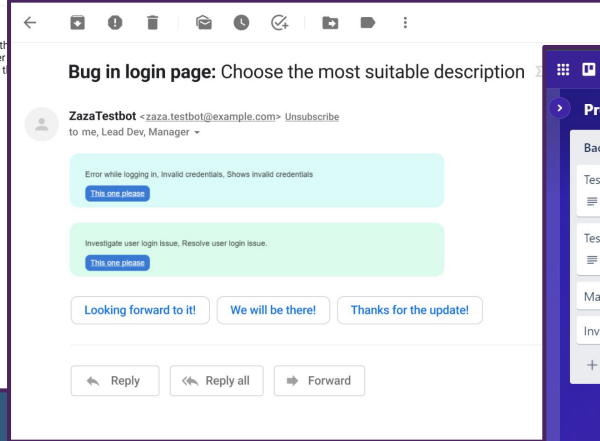 Bug in login page: Choose the most suitable description
ZazaTestbot <zaza.testbot@example.com> Unsubscribe
to me, Lead Dev, Manager
Error while logging in, Invalid credentials, Shows invalid credentials
This one please
Investigate user login issue, Resolve user login issue.
This one please
Looking forward to it! We will be there! Thanks for the update!
Reply Reply all Forward
Pr
Bac
Tes
Tes
Ma
Inv